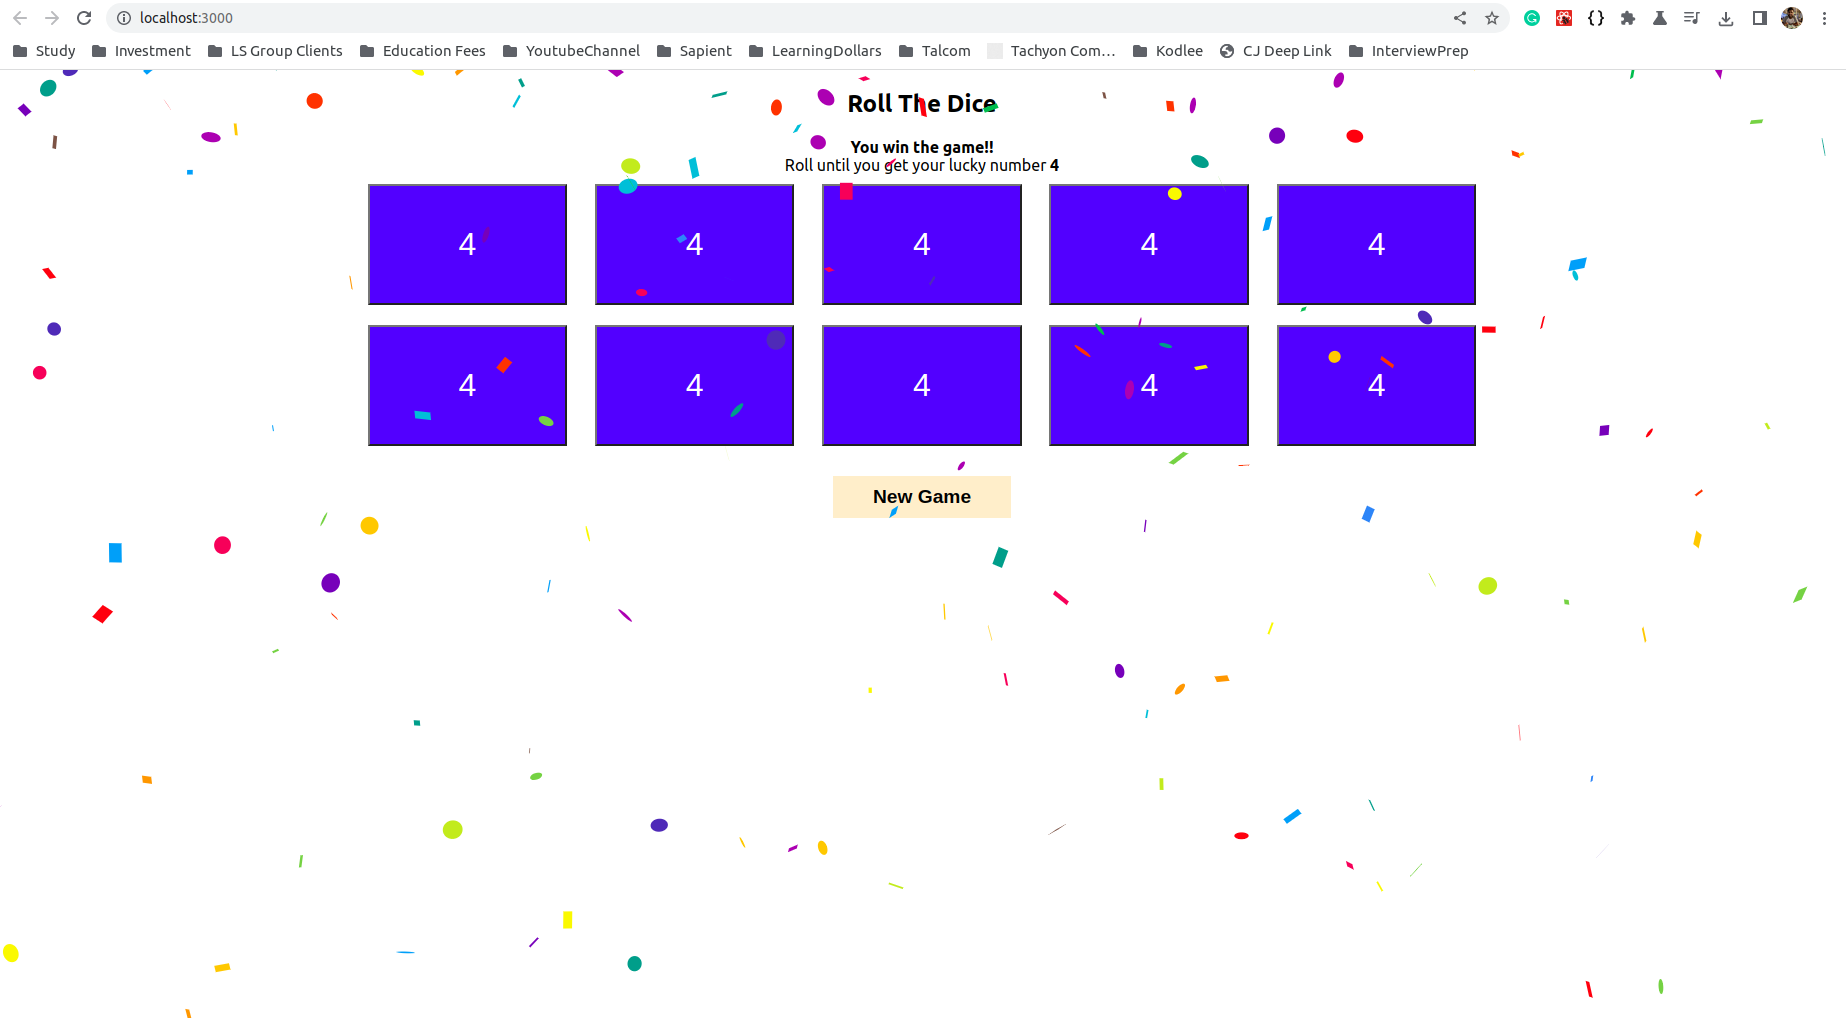 localhost:3000
Study Investment LS Group Clients Education Fees YoutubeChannel Sapient LearningDollars Talcom Tachyon Com... Kodlee CJ Deep Link InterviewPrep
Roll The Dice
You win the game!!
Roll until you get your lucky number 4
4 4 4 4 4
4 4 4 4 4
New Game